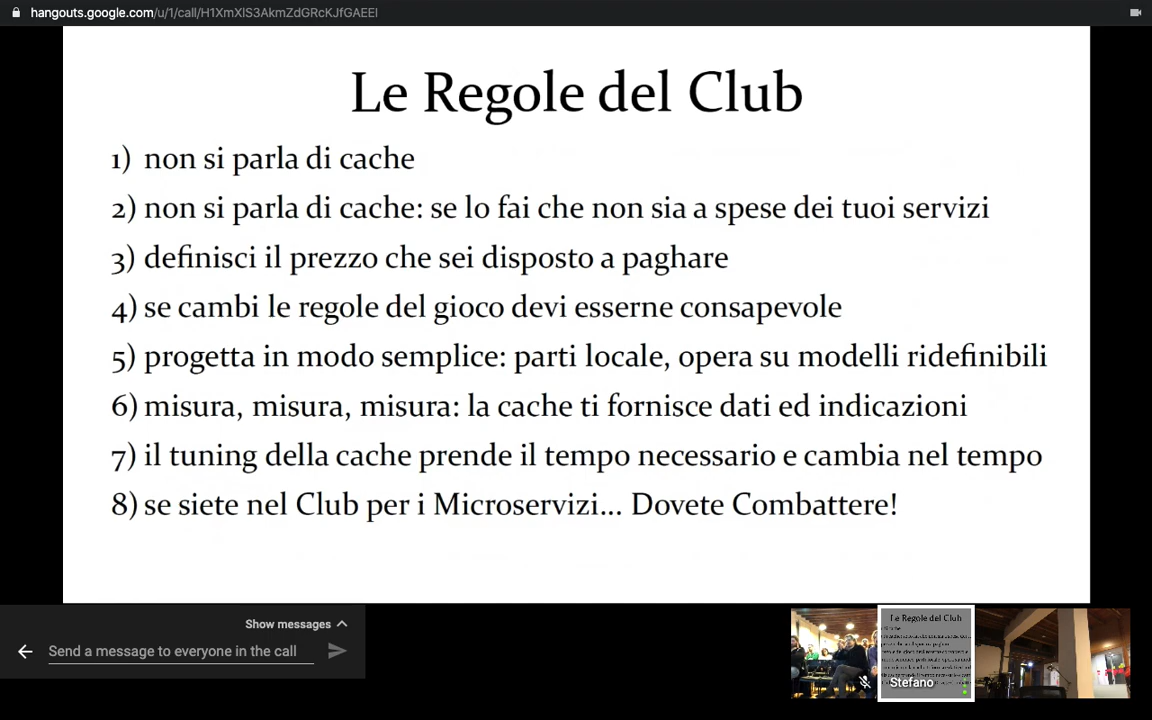 hangouts.google.com/u/1/call/H1XmXlS3AkmZdGRcKJfGAEEI
Le Regole del Club
1) non si parla di cache
2) non si parla di cache: se lo fai che non sia a spese dei tuoi servizi
3) definisci il prezzo che sei disposto a paghare
4) se cambi le regole del gioco devi esserne consapevole
5) progetta in modo semplice: parti locale, opera su modelli ridefinibili
6) misura, misura, misura: la cache ti fornisce dati ed indicazioni
7) il tuning della cache prende il tempo necessario e cambia nel tempo
8) se siete nel Club per i Microservizi... Dovete Combattere!
Show messages
Send a message to everyone in the call
Le Regole del Club
Stefano